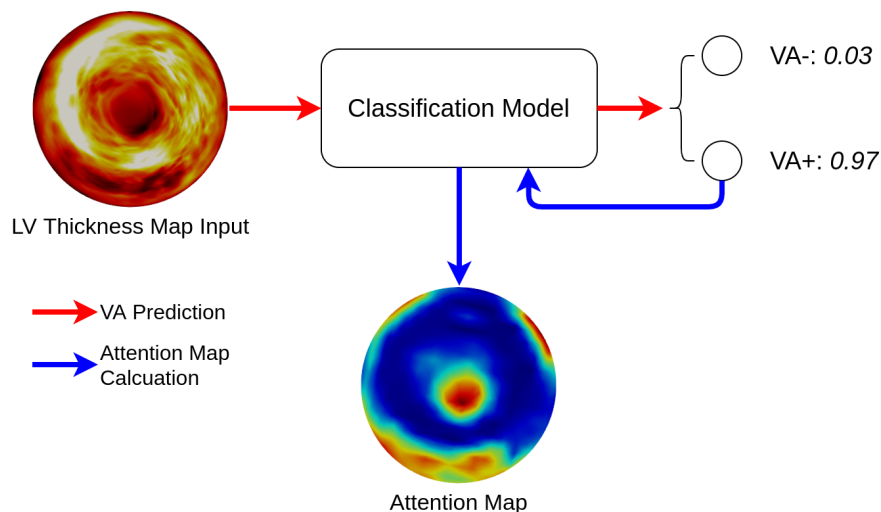 VA-: 0.03
Classification Model
VA+: 0.97
LV Thickness Map Input
VA Prediction
Attention Map
Calcuation
Attention Map